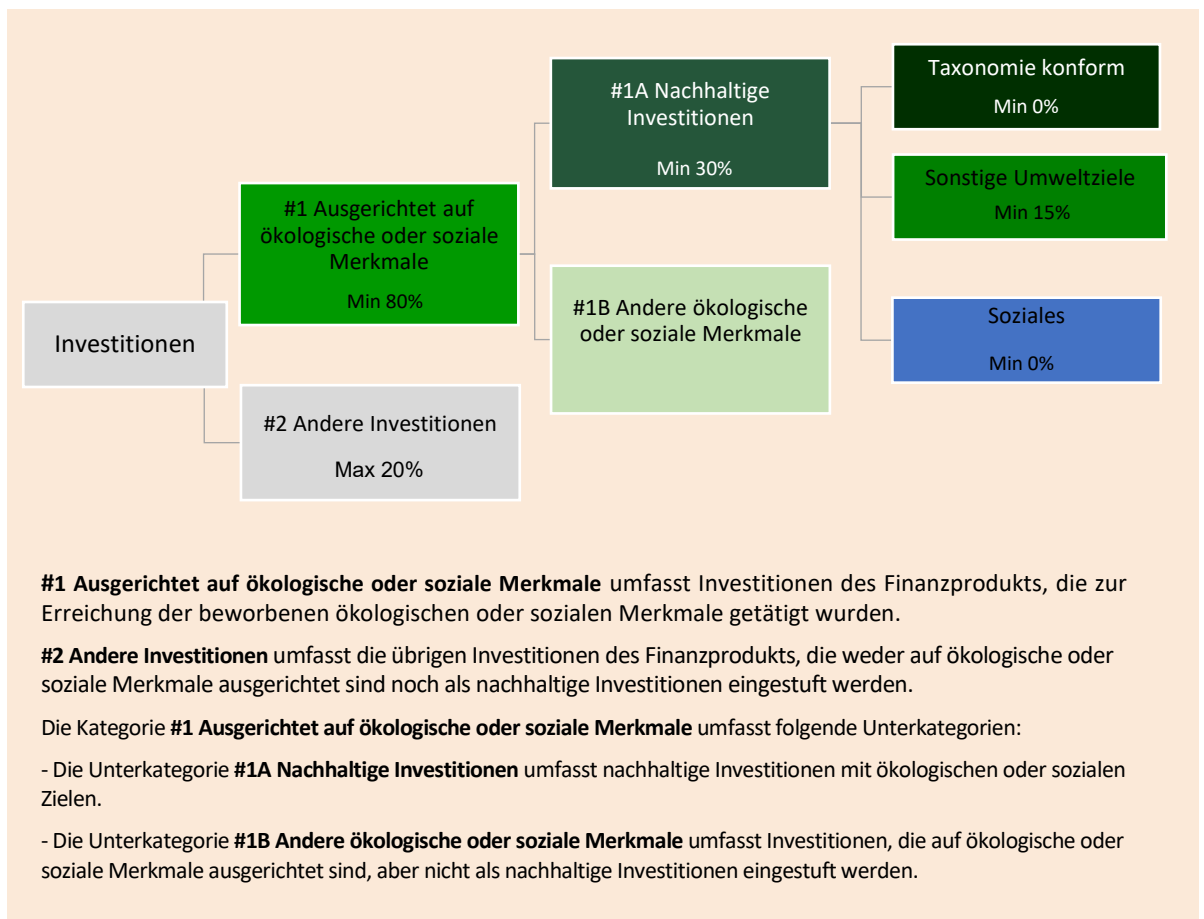 Taxonomie konform
Min 0%
#1A Nachhaltige
Investitionen
Min 30%
Sonstige Umweltziele
Min 15%
#1 Ausgerichtet auf
ökologische oder soziale
Merkmale
Min 80%
#1B Andere ökologische
oder soziale Merkmale
Soziales
Min 0%
Investitionen
#2 Andere Investitionen
Max 20%
#1 Ausgerichtet auf ökologische oder soziale Merkmale umfasst Investitionen des Finanzprodukts, die zur
Erreichung der beworbenen ökologischen oder sozialen Merkmale getätigt wurden.
#2 Andere Investitionen umfasst die übrigen Investitionen des Finanzprodukts, die weder auf ökologische oder
soziale Merkmale ausgerichtet sind noch als nachhaltige Investitionen eingestuft werden.
Die Kategorie #1 Ausgerichtet auf ökologische oder soziale Merkmale umfasst folgende Unterkategorien:
- Die Unterkategorie #1A Nachhaltige Investitionen umfasst nachhaltige Investitionen mit ökologischen oder sozialen
Zielen.
- Die Unterkategorie #1B Andere ökologische oder soziale Merkmale umfasst Investitionen, die auf ökologische oder
soziale Merkmale ausgerichtet sind, aber nicht als nachhaltige Investitionen eingestuft werden.